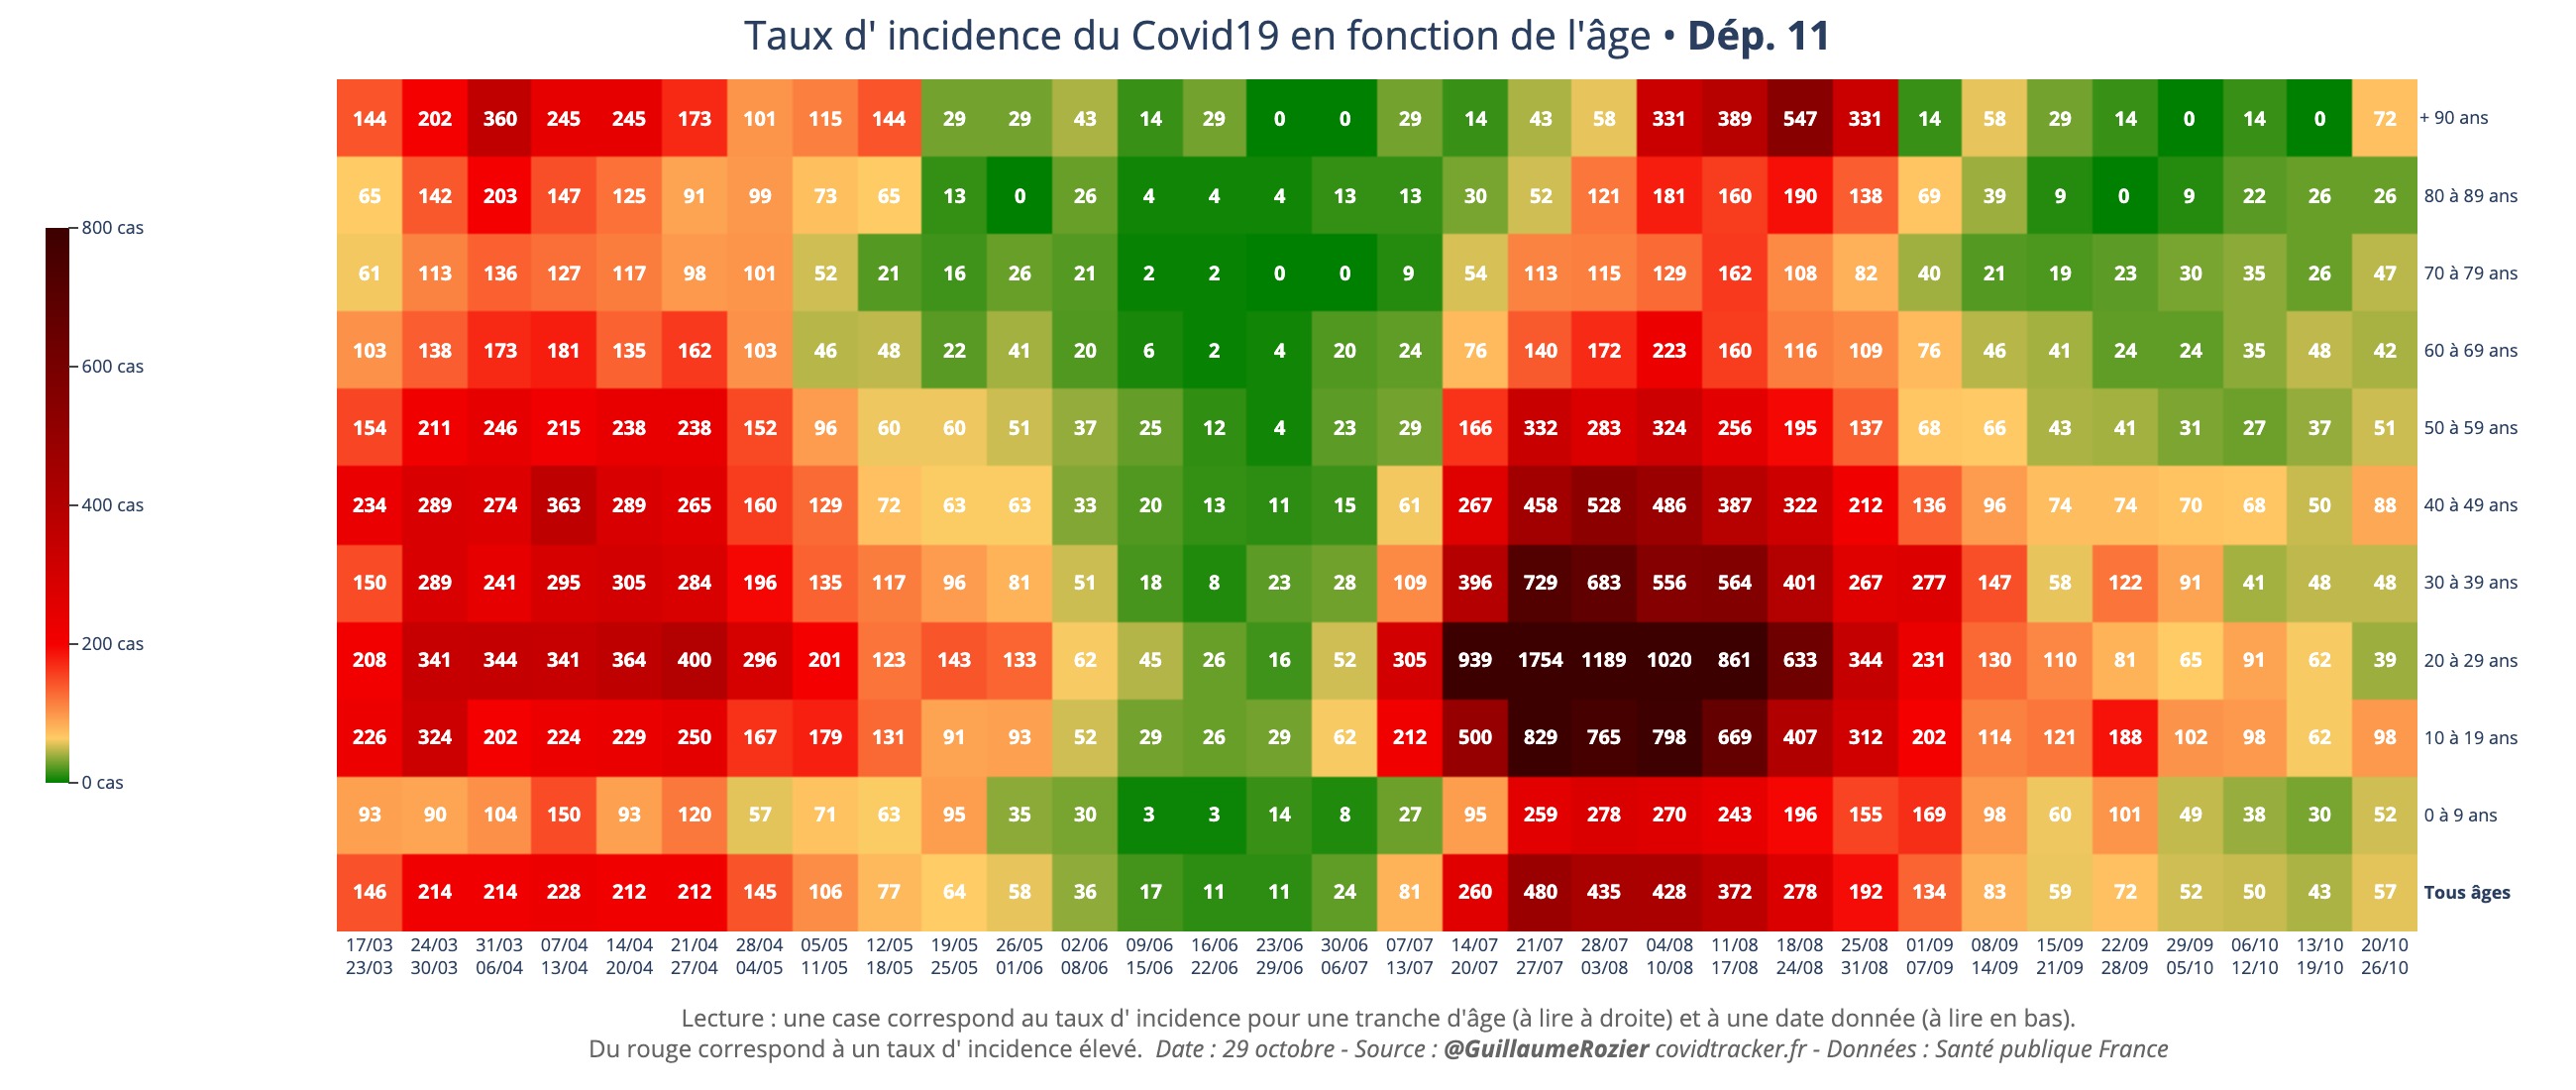 Taux d' incidence du Covid19 en fonction de l'âge • Dép. 11
144 202 360 245 245 173 101 115 144 29 29 43 14 29 0 0 29 14 43 58 331 389 547 331 14 58 29 14 0 14 0 72 + 90 ans
65 142 203 147 125 91 99 73 65 13 0 26 4 4 4 13 13 30 52 121 181 160 190 138 69 39 9 0 9 22 26 26 80 à 89 ans
800 cas
61 113 136 127 117 98 101 52 21 16 26 21 2 2 0 0 9 54 113 115 129 162 108 82 40 21 19 23 30 35 26 47 70 à 79 ans
103 138 173 181 135 162 103 46 48 22 41 20 6 2 4 20 24 76 140 172 223 160 116 109 76 46 41 24 24 35 48 42 60 à 69 ans
600 cas
154 211 246 215 238 238 152 96 60 60 51 37 25 12 4 23 29 166 332 283 324 256 195 137 68 66 43 41 31 27 37 51 50 à 59 ans
400 cas
234 289 274 363 289 265 160 129 72 63 63 33 20 13 11 15 61 267 458 528 486 387 322 212 136 96 74 74 70 68 50 88 40 à 49 ans
150 289 241 295 305 284 196 135 117 96 81 51 18 8 23 28 109 396 729 683 556 564 401 267 277 147 58 122 91 41 48 48 30 à 39 ans
200 cas
208 341 344 341 364 400 296 201 123 143 133 62 45 26 16 52 305 939 1754 1189 1020 861 633 344 231 130 110 81 65 91 62 39 20 à 29 ans
226 324 202 224 229 250 167 179 131 91 93 52 29 26 29 62 212 500 829 765 798 669 407 312 202 114 121 188 102 98 62 98 10 à 19 ans
0 cas
93 90 104 150 93 120 57 71 63 95 35 30 3 3 14 8 27 95 259 278 270 243 196 155 169 98 60 101 49 38 30 52 0 à 9 ans
146 214 214 228 212 212 145 106 77 64 58 36 17 11 11 24 81 260 480 435 428 372 278 192 134 83 59 72 52 50 43 57 Tous âges
17/03 24/03 31/03 07/04 14/04 21/04 28/04 05/05 12/05 19/05 26/05 02/06 09/06 16/06 23/06 30/06 07/07 14/07 21/07 28/07 04/08 11/08 18/08 25/08 01/09 08/09 15/09 22/09 29/09 06/10 13/10 20/10
23/03 30/03 06/04 13/04 20/04 27/04 04/05 11/05 18/05 25/05 01/06 08/06 15/06 22/06 29/06 06/07 13/07 20/07 27/07 03/08 10/08 17/08 24/08 31/08 07/09 14/09 21/09 28/09 05/10 12/10 19/10 26/10
Lecture : une case correspond au taux d' incidence pour une tranche d'âge (à lire à droite) et à une date donnée (à lire en bas).
Du rouge correspond à un taux d' incidence élevé. Date : 29 octobre - Source : @GuillaumeRozier covidtracker.fr - Données : Santé publique France